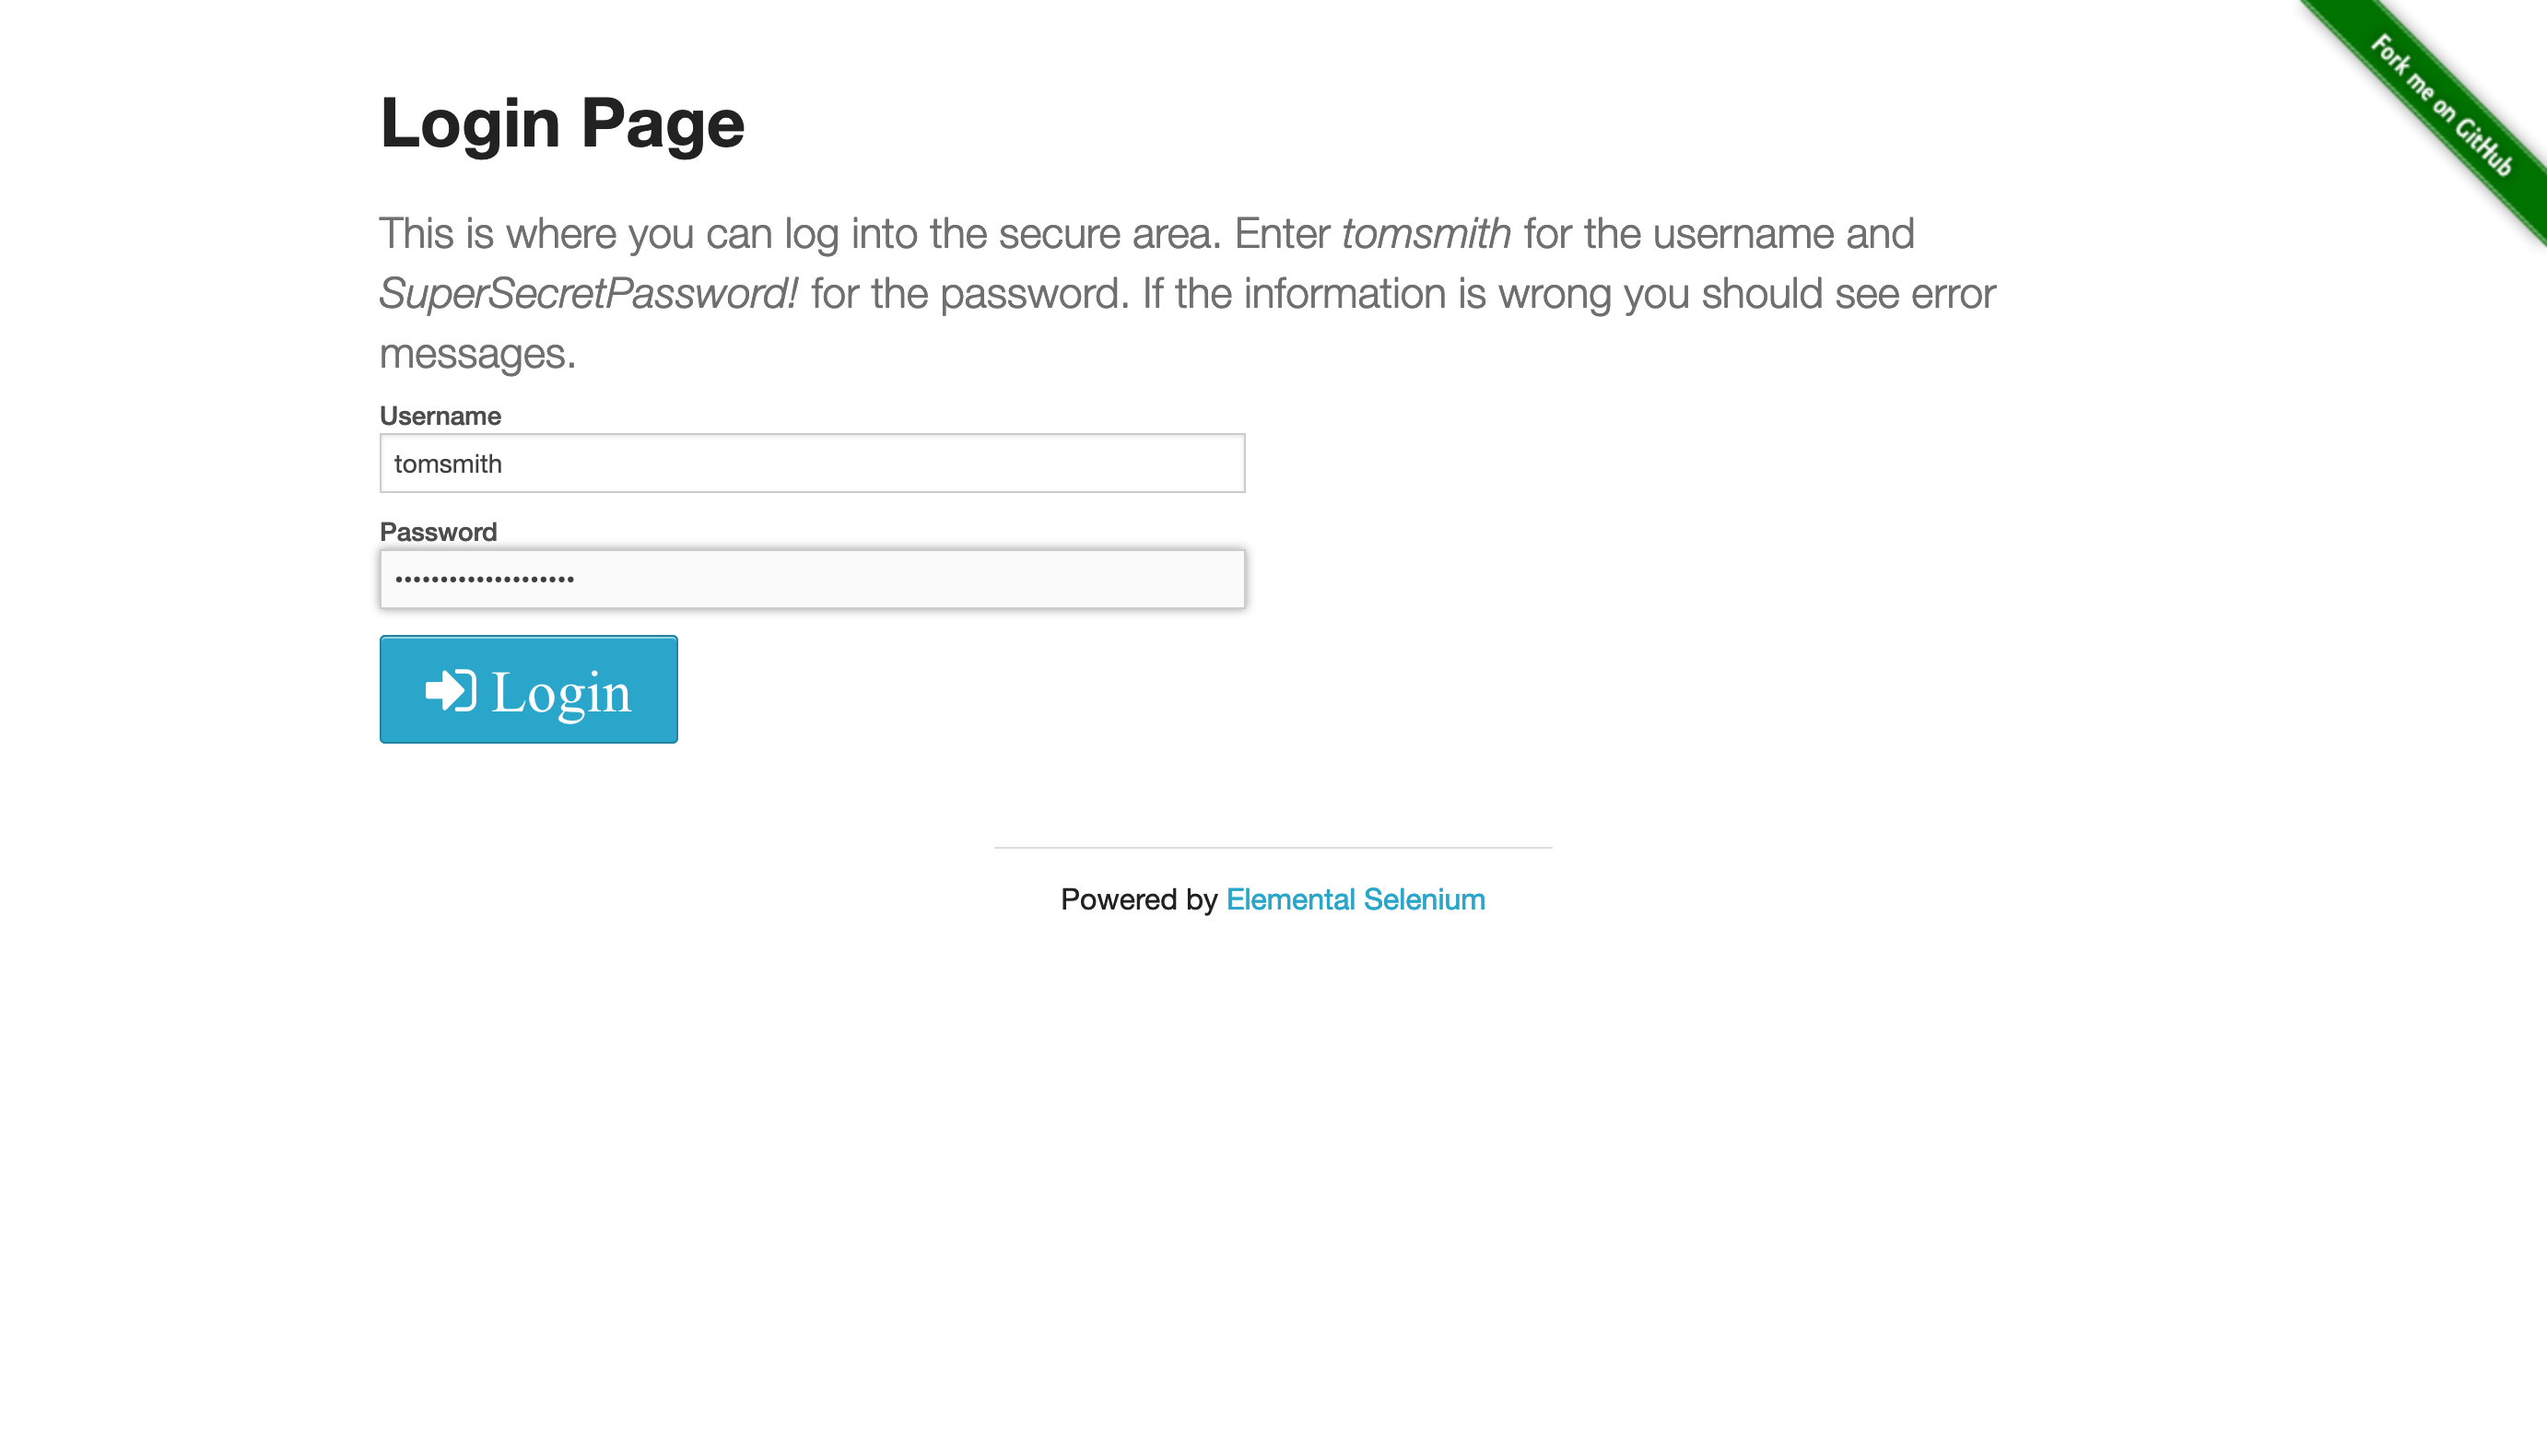 Fork me on GitHub
Login Page
This is where you can log into the secure area. Enter tomsmith for the username and
SuperSecretPassword! for the password. If the information is wrong you should see error
messages.
Username
tomsmith
Password
••••••••••••••••••••
Login
Powered by Elemental Selenium